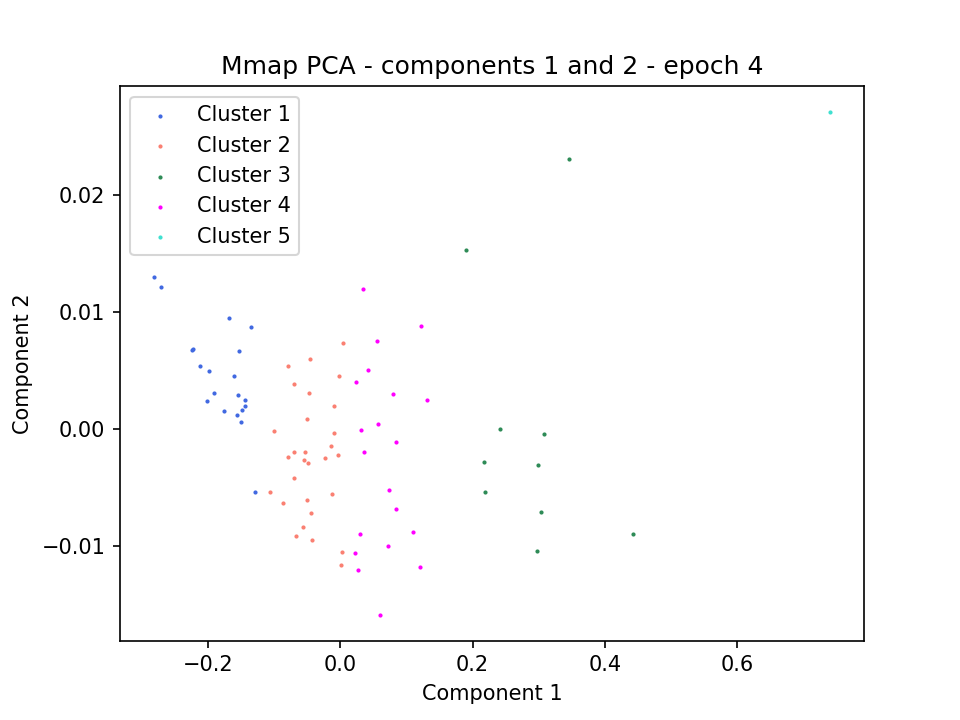 Mmap PCA - components 1 and 2 - epoch 4
Cluster 1
Cluster 2
Cluster 3
Cluster 4
Cluster 5
0.02
0.01
0.00
−0.01
Component 2
−0.2
0.0
0.2
0.4
0.6
Component 1